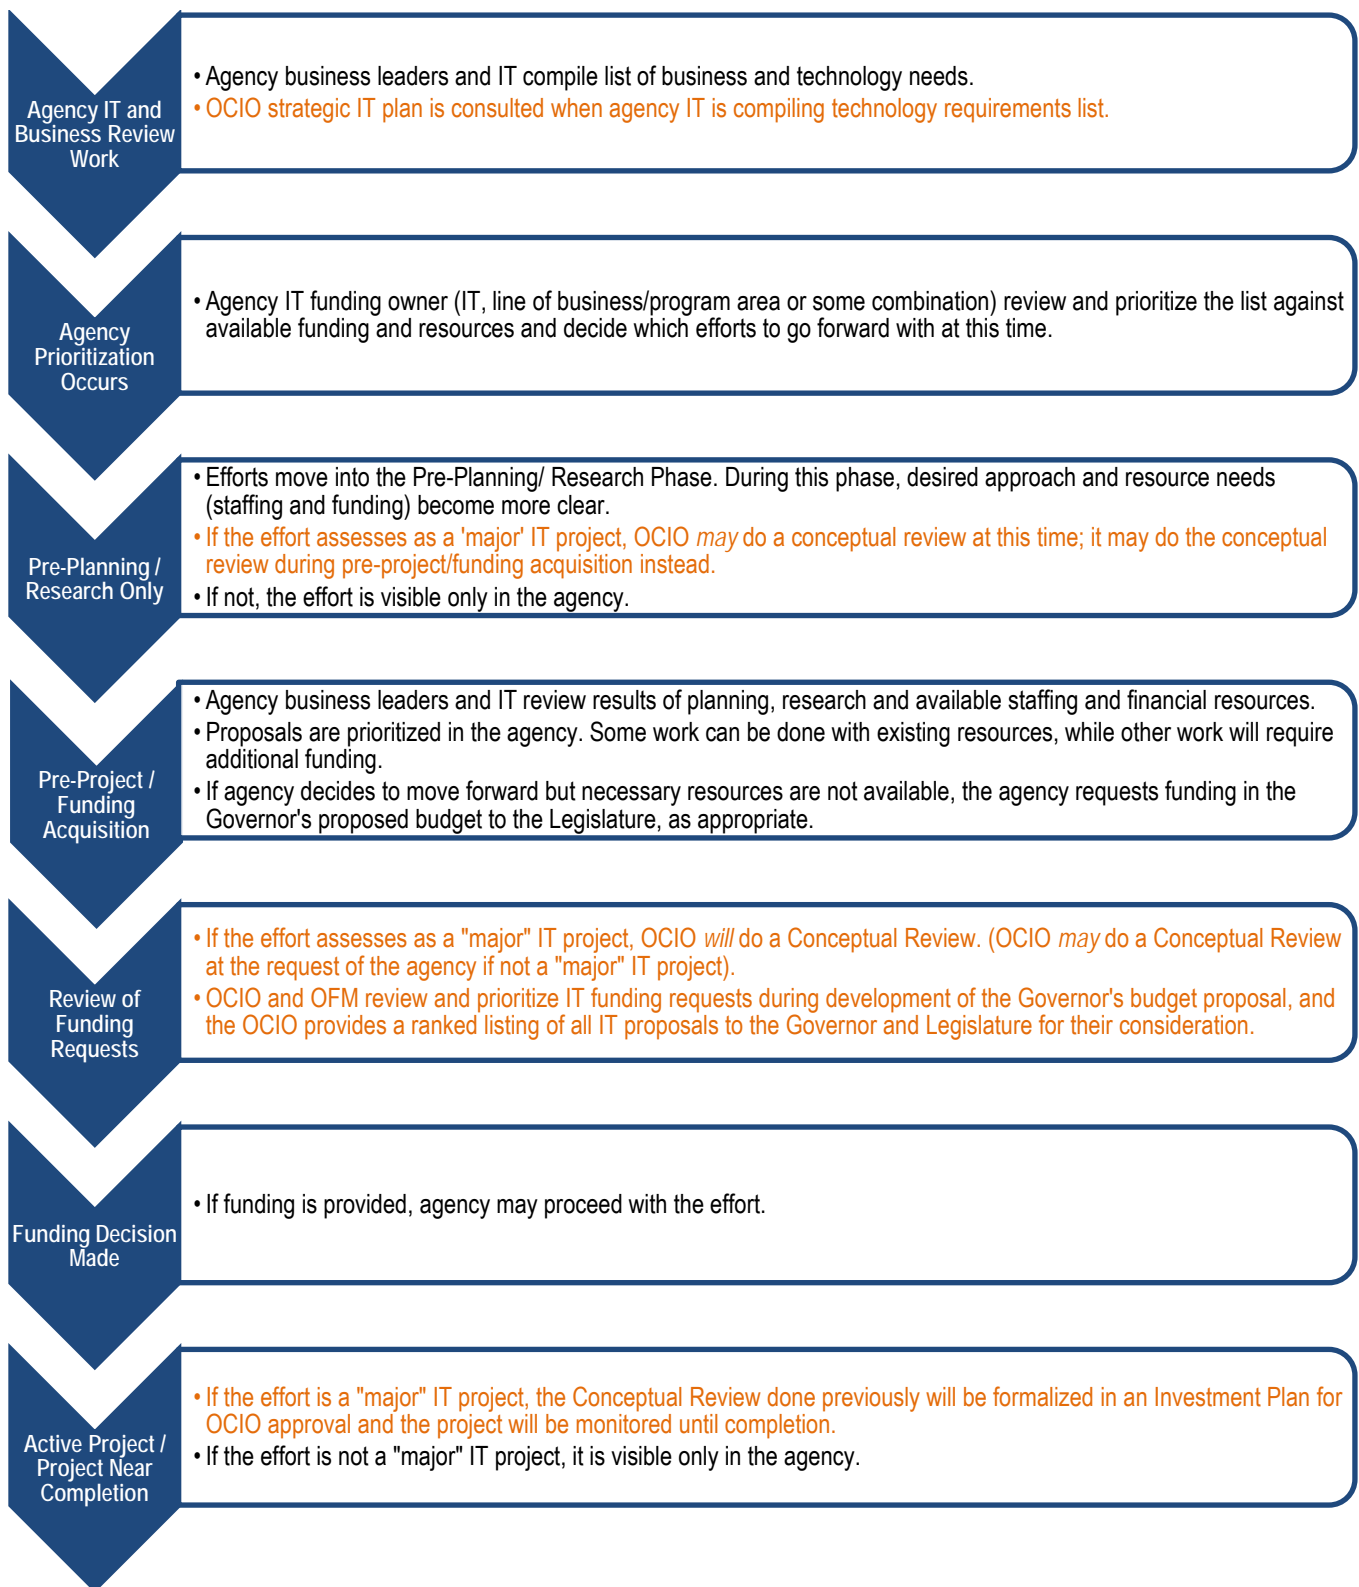 Agency IT and
Business Review
Work
• Agency business leaders and IT compile list of business and technology needs.
• OCIO strategic IT plan is consulted when agency IT is compiling technology requirements list.
Agency
Prioritization
Occurs
• Agency IT funding owner (IT, line of business/program area or some combination) review and prioritize the list against
available funding and resources and decide which efforts to go forward with at this time.
Pre-Planning /
Research Only
• Efforts move into the Pre-Planning/ Research Phase. During this phase, desired approach and resource needs
(staffing and funding) become more clear.
• If the effort assesses as a 'major' IT project, OCIO may do a conceptual review at this time; it may do the conceptual
review during pre-project/funding acquisition instead.
• If not, the effort is visible only in the agency.
Pre-Project /
Funding
Acquisition
• Agency business leaders and IT review results of planning, research and available staffing and financial resources.
• Proposals are prioritized in the agency. Some work can be done with existing resources, while other work will require
additional funding.
• If agency decides to move forward but necessary resources are not available, the agency requests funding in the
Governor's proposed budget to the Legislature, as appropriate.
Review of
Funding
Requests
• If the effort assesses as a "major" IT project, OCIO will do a Conceptual Review. (OCIO may do a Conceptual Review
at the request of the agency if not a "major" IT project).
• OCIO and OFM review and prioritize IT funding requests during development of the Governor's budget proposal, and
the OCIO provides a ranked listing of all IT proposals to the Governor and Legislature for their consideration.
Funding Decision
Made
• If funding is provided, agency may proceed with the effort.
Active Project /
Project Near
Completion
• If the effort is a "major" IT project, the Conceptual Review done previously will be formalized in an Investment Plan for
OCIO approval and the project will be monitored until completion.
• If the effort is not a "major" IT project, it is visible only in the agency.